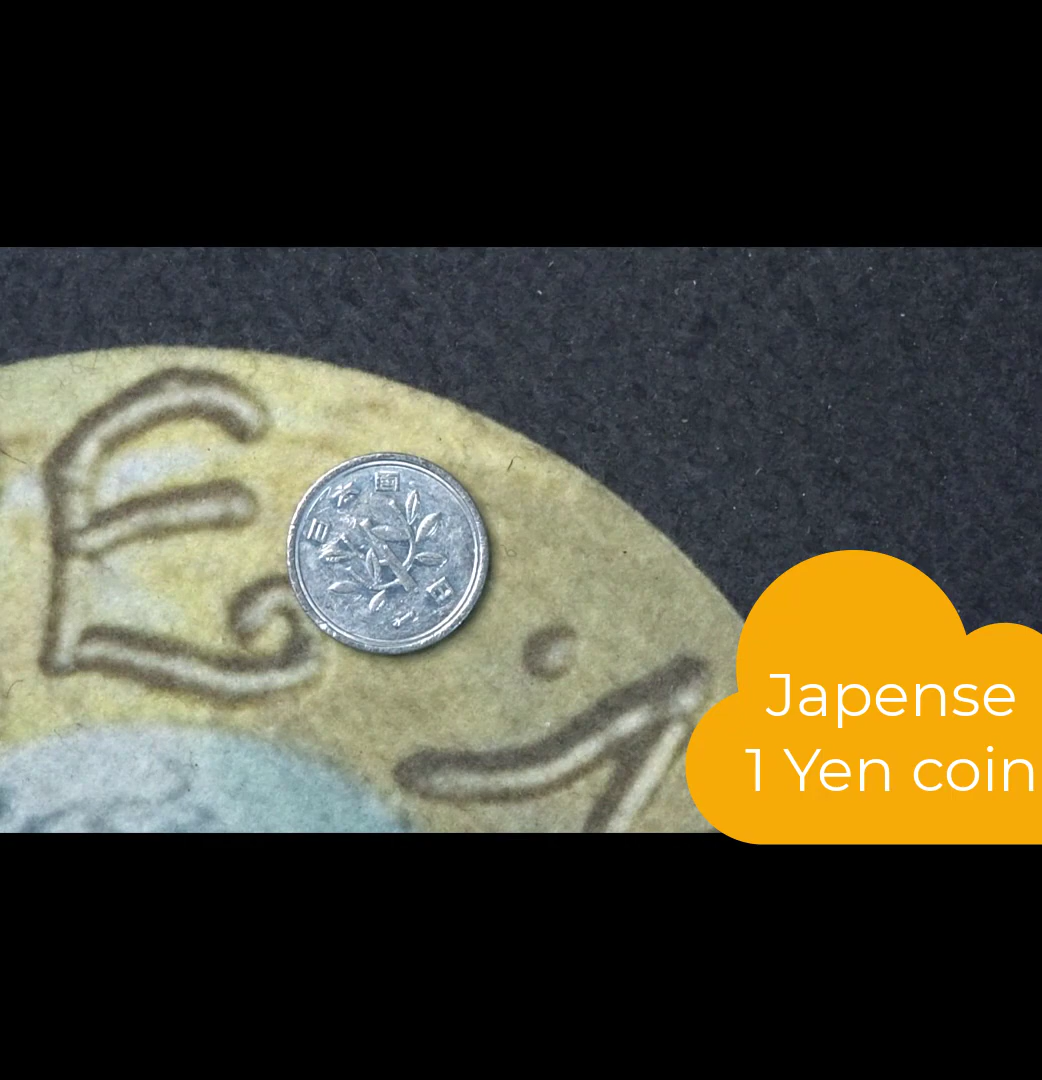 日本国
Japense
1 Yen coin